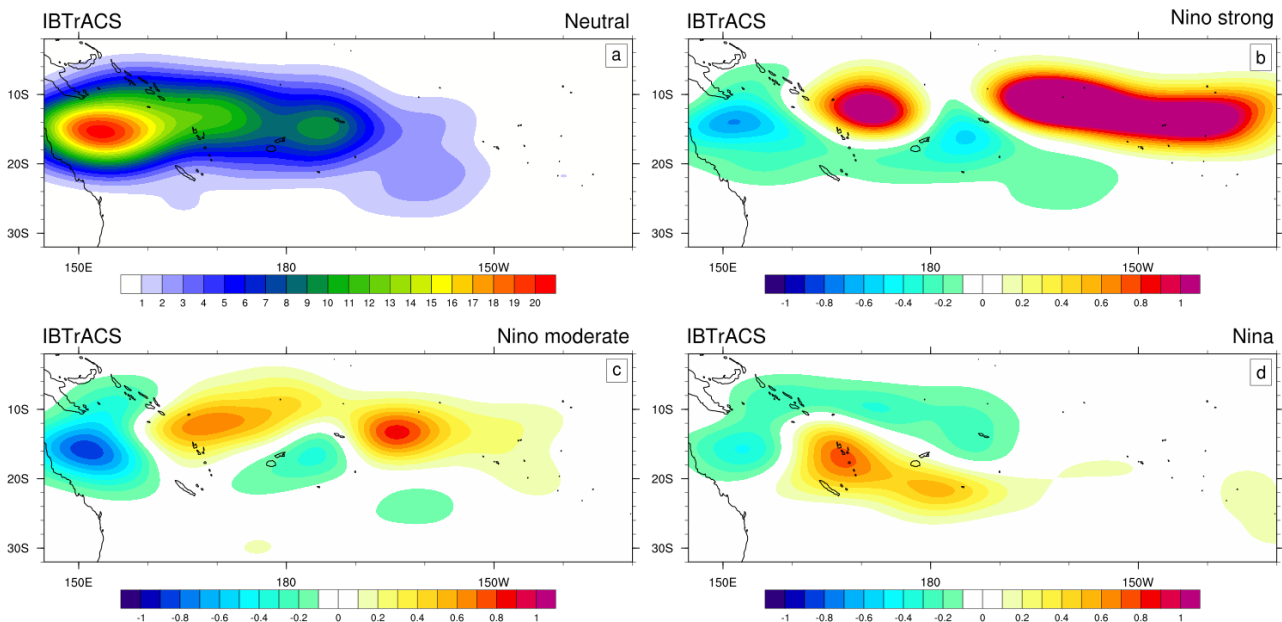 IBTrACS Neutral
a
10S
20S
30S
150E 180 150W
1 2 3 4 5 6 7 8 9 10 11 12 13 14 15 16 17 18 19 20
IBTrACS Nino strong
b
10S
20S
30S
150E 180 150W
-1 -0.8 -0.6 -0.4 -0.2 0 0.2 0.4 0.6 0.8 1
IBTrACS Nino moderate
c
10S
20S
30S
150E 180 150W
-1 -0.8 -0.6 -0.4 -0.2 0 0.2 0.4 0.6 0.8 1
IBTrACS Nina
d
10S
20S
30S
150E 180 150W
-1 -0.8 -0.6 -0.4 -0.2 0 0.2 0.4 0.6 0.8 1